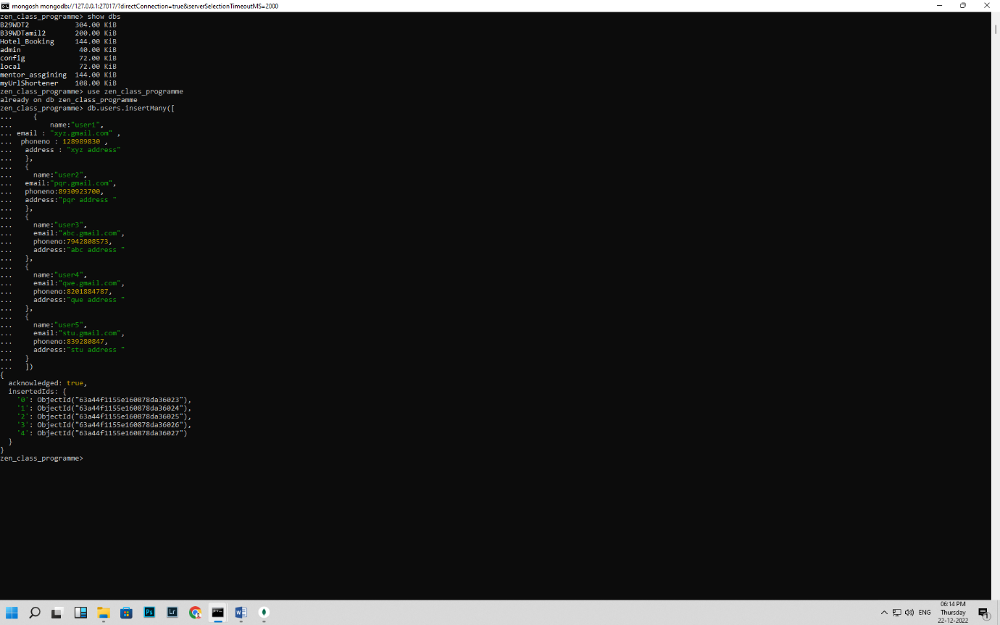 mongosh mongodb://127.0.0.1:27017/?directConnection=true&serverSelectionTimeoutMS=2000
zen_class_programme> show dbs
B29WDT2           304.00 KiB
B39WDTamil2       200.00 KiB
Hotel_Booking     144.00 KiB
admin              40.00 KiB
config             72.00 KiB
local              72.00 KiB
mentor_assgining  144.00 KiB
myUrlShortener    108.00 KiB
zen_class_programme> use zen_class_programme
already on db zen_class_programme
zen_class_programme> db.users.insertMany([
...     {
...         name:"user1",
... email : "xyz.gmail.com" ,
...  phoneno : 128989830 ,
...   address : "xyz address"
...   },
...   {
...     name:"user2",
...   email:"pqr.gmail.com",
...   phoneno:8930923700,
...   address:"pqr address "
...   },
...   {
...     name:"user3",
...     email:"abc.gmail.com",
...     phoneno:7942808573,
...     address:"abc address "
...   },
...   {
...     name:"user4",
...     email:"qwe.gmail.com",
...     phoneno:8201884787,
...     address:"qwe address "
...   },
...   {
...     name:"user5",
...     email:"stu.gmail.com",
...     phoneno:839280847,
...     address:"stu address "
...   }
...   ])
{
  acknowledged: true,
  insertedIds: {
    '0': ObjectId("63a44f1155e160878da36023"),
    '1': ObjectId("63a44f1155e160878da36024"),
    '2': ObjectId("63a44f1155e160878da36025"),
    '3': ObjectId("63a44f1155e160878da36026"),
    '4': ObjectId("63a44f1155e160878da36027")
  }
}
zen_class_programme>
Ps Lr W ENG
06:14 PM
Thursday
22-12-2022
1